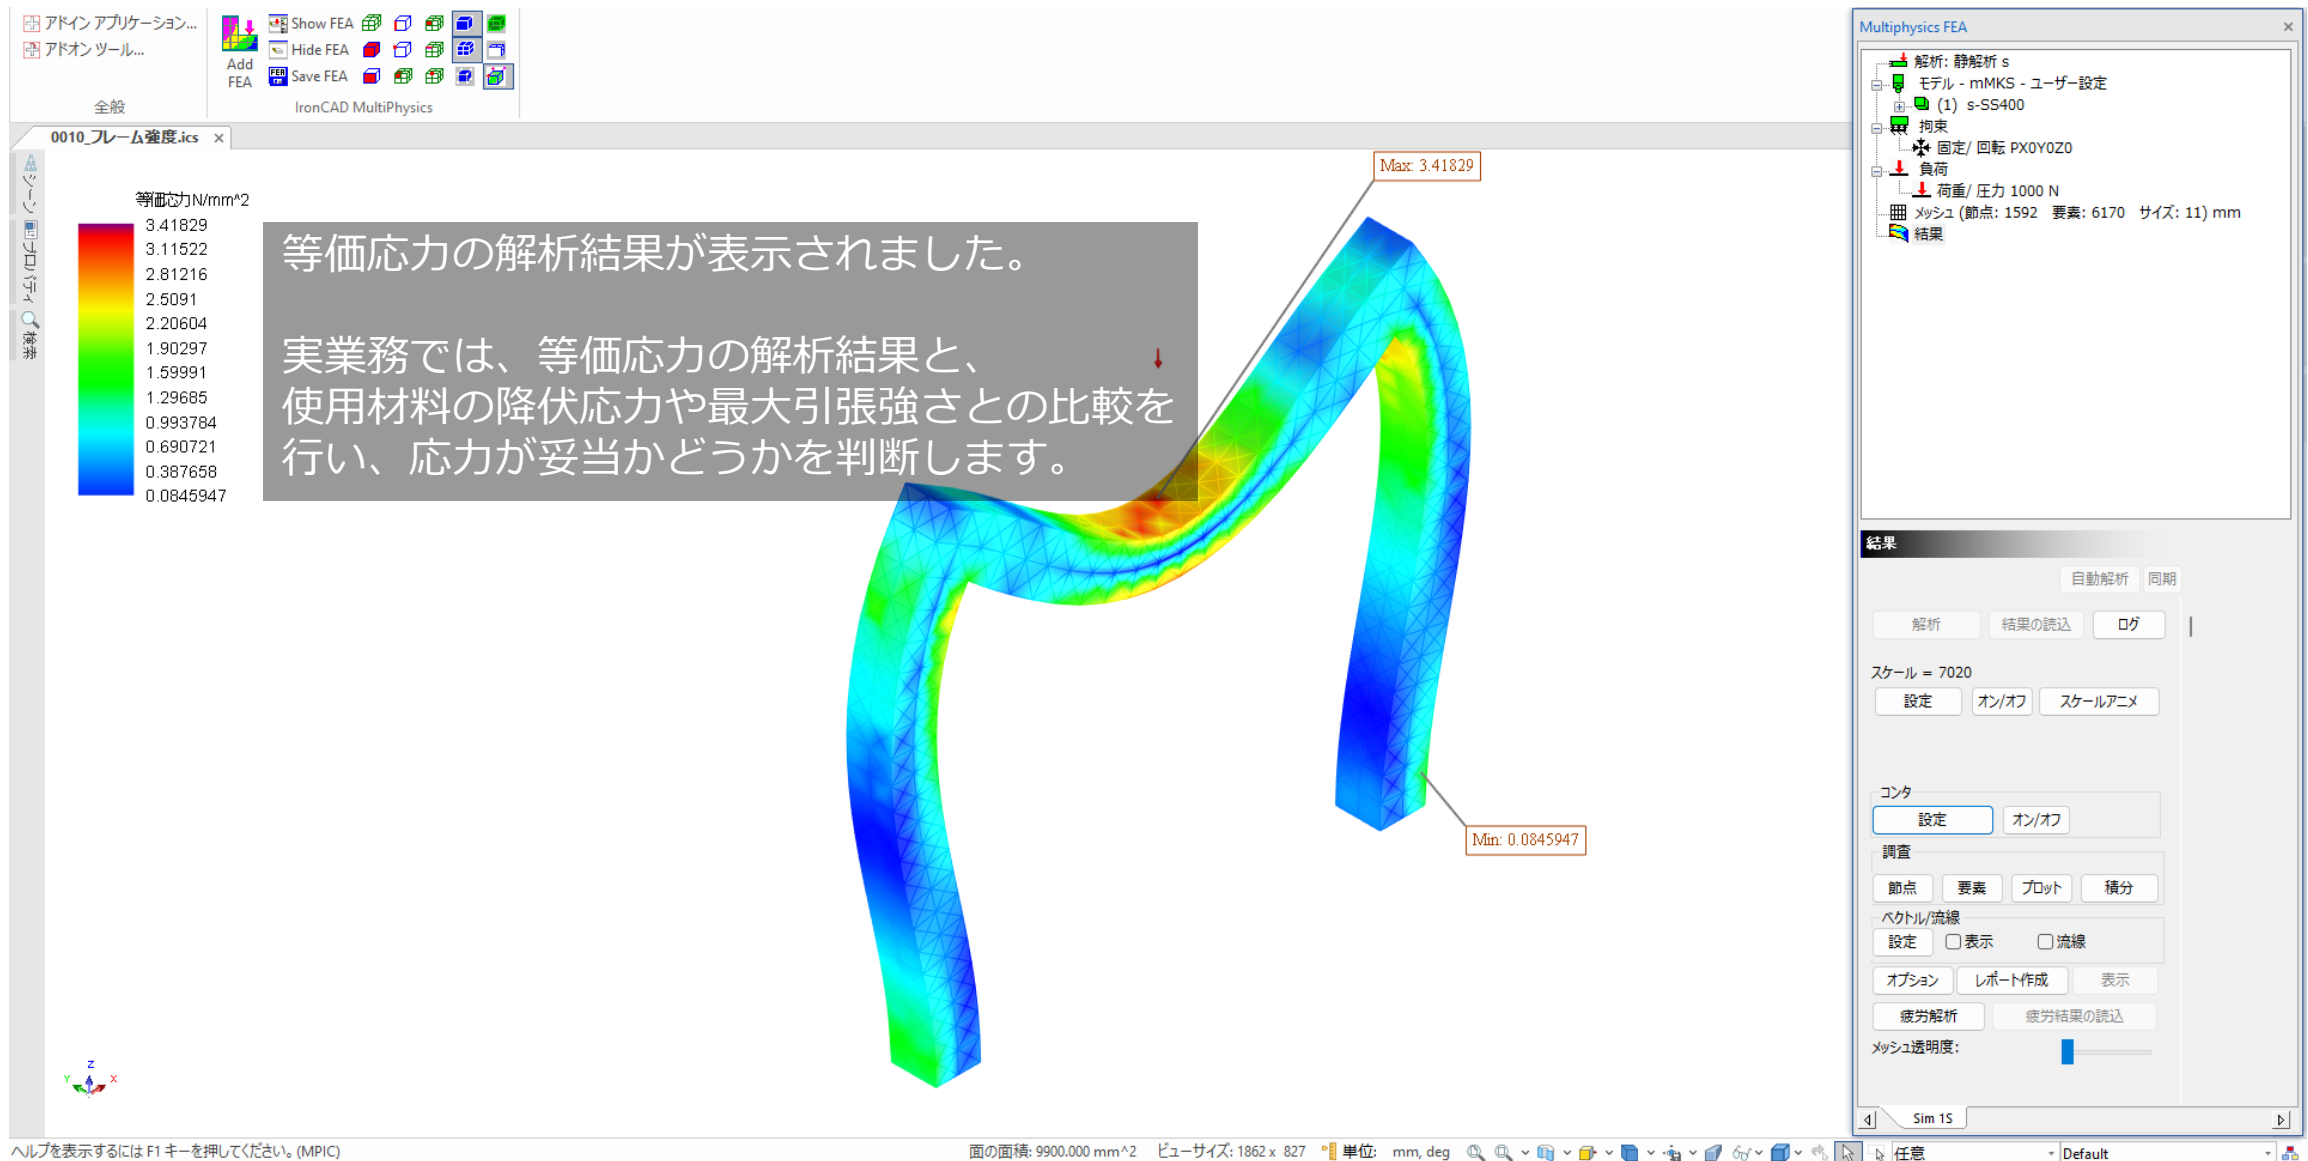 アドイン アプリケーション...
アドオン ツール...
全般
Add
FEA
Show FEA
Hide FEA
Save FEA
IronCAD MultiPhysics
0010_フレーム強度.ics ×
シーン
プロパティ
検索
等価応力N/mm^2
3.41829
3.11522
2.81216
2.5091
2.20604
1.90297
1.59991
1.29685
0.993784
0.690721
0.387658
0.0845947
等価応力の解析結果が表示されました。
実業務では、等価応力の解析結果と、
使用材料の降伏応力や最大引張強さとの比較を
行い、応力が妥当かどうかを判断します。
Max: 3.41829
Min: 0.0845947
Z
Y
X
Multiphysics FEA ×
解析: 静解析 s
モデル - mMKS - ユーザー設定
(1) s-SS400
拘束
固定/ 回転 PX0Y0Z0
負荷
荷重/ 圧力 1000 N
メッシュ (節点: 1592 要素: 6170 サイズ: 11) mm
結果
結果
自動解析 同期
解析 結果の読込 ログ
スケール = 7020
設定 オン/オフ スケールアニメ
コンタ
設定 オン/オフ
調査
節点 要素 プロット 積分
ベクトル/流線
設定 表示 流線
オプション レポート作成 表示
疲労解析 疲労結果の読込
メッシュ透明度:
Sim 1S
ヘルプを表示するには F1 キーを押してください。(MPIC)
面の面積: 9900.000 mm^2 ビューサイズ: 1862 x 827 単位: mm, deg 任意 Default